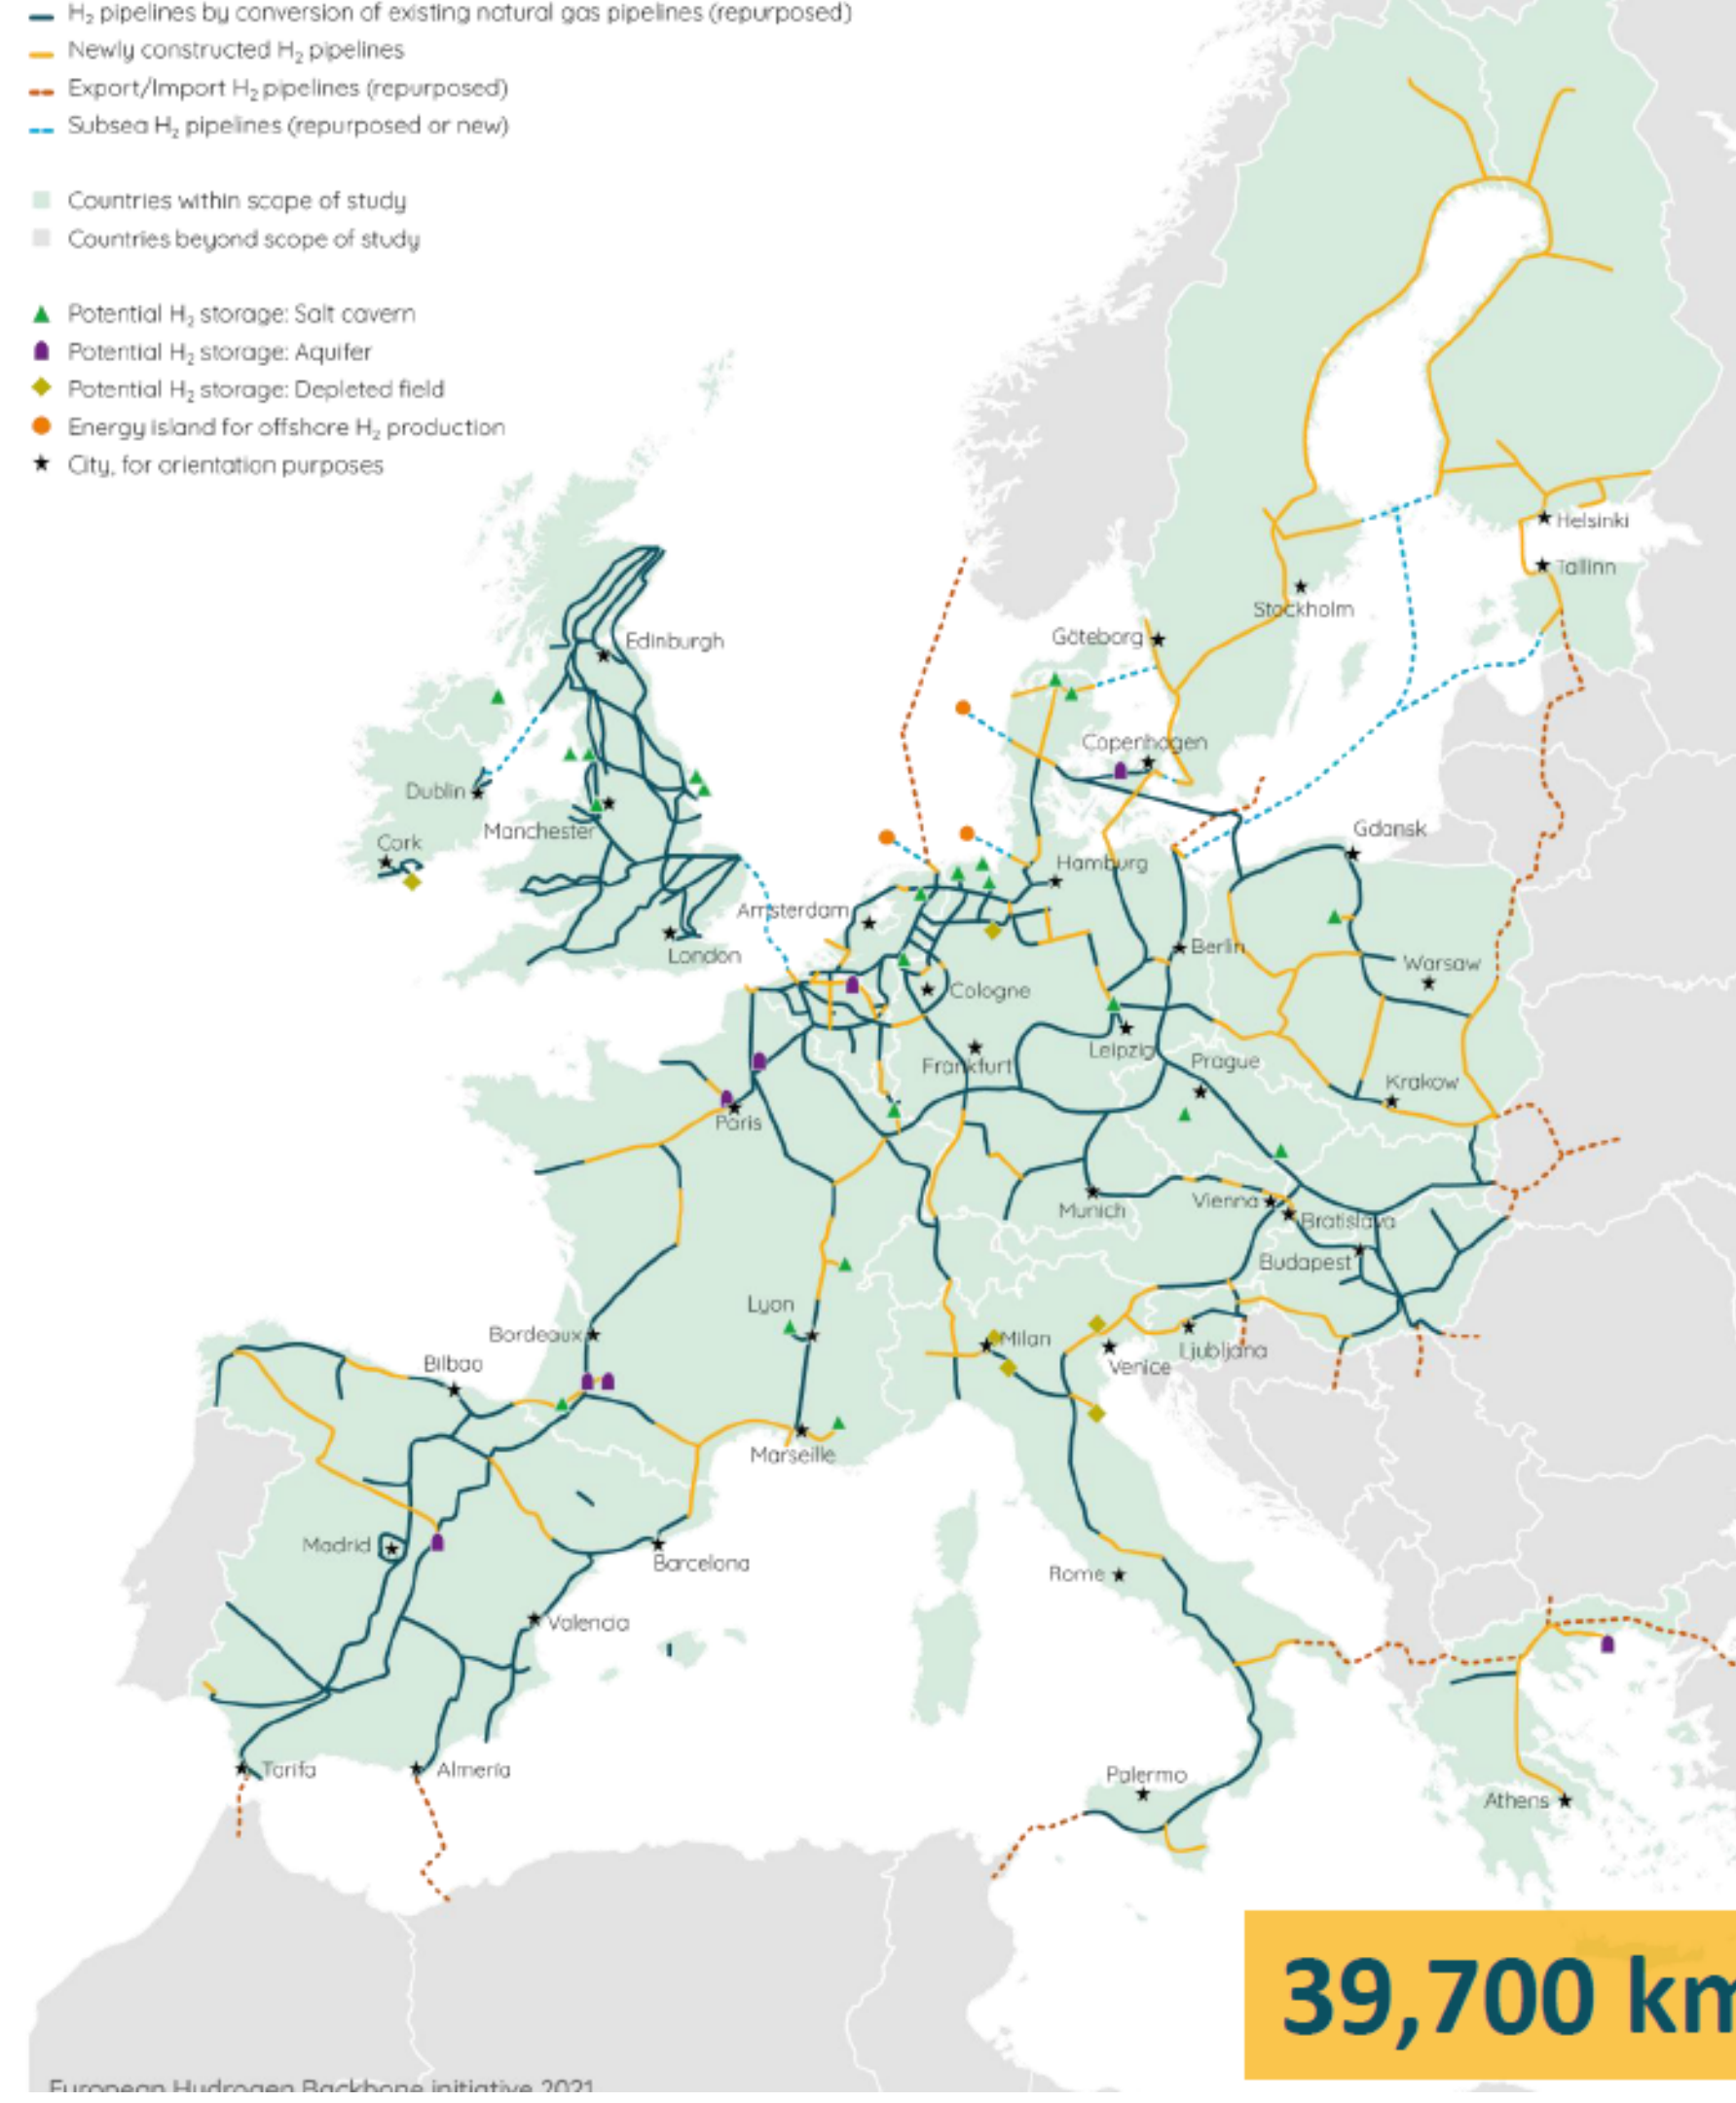 H₂ pipelines by conversion of existing natural gas pipelines (repurposed)
Newly constructed H₂ pipelines
Export/Import H₂ pipelines (repurposed)
Subsea H₂ pipelines (repurposed or new)
Countries within scope of study
Countries beyond scope of study
Potential H₂ storage: Salt cavern
Potential H₂ storage: Aquifer
Potential H₂ storage: Depleted field
Energy island for offshore H₂ production
City, for orientation purposes
Helsinki
Tallinn
Stockholm
Göteborg
Edinburgh
Copenhagen
Dublin
Manchester
Cork
Gdansk
Hamburg
Amsterdam
London
Berlin
Warsaw
Cologne
Leipzig
Frankfurt
Prague
Krakow
Paris
Munich
Vienna
Bratislava
Budapest
Lyon
Bordeaux
Milan
Ljubljana
Bilbao
Venice
Marseille
Madrid
Barcelona
Rome
Valencia
Tarifa
Almería
Palermo
Athens
39,700 km
European Hydrogen Backbone initiative 2021